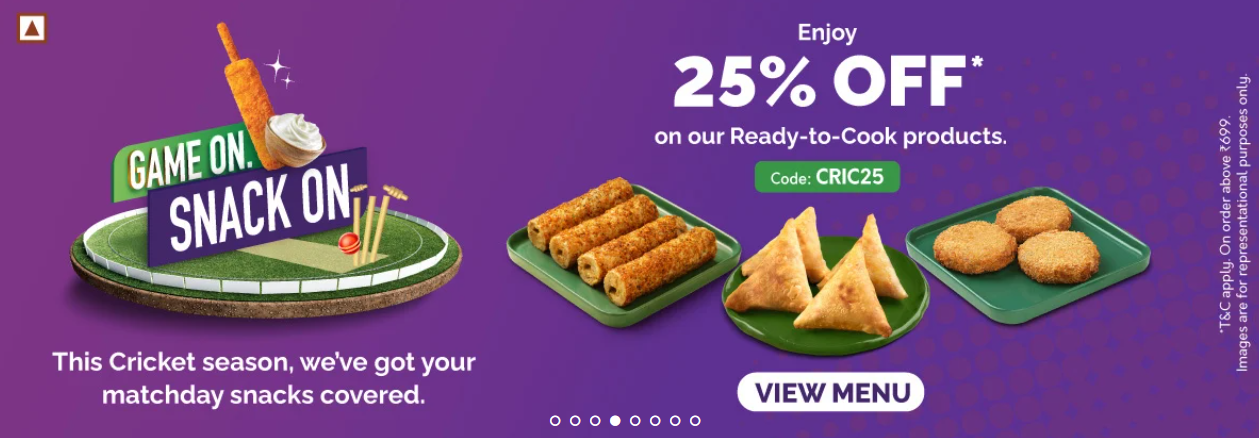 GAME ON.
SNACK ON
This Cricket season, we've got your
matchday snacks covered.
Enjoy
25% OFF*
on our Ready-to-Cook products.
Code: CRIC25
VIEW MENU
*T&C apply. On order above ₹699.
Images are for representational purposes only.